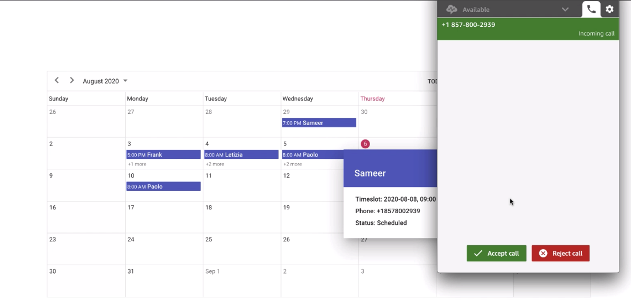 Available
+1 857-800-2939
Incoming call
August 2020
Sunday Monday Tuesday Wednesday Thursday
26 27 28 29 30
7:00 PM Sameer
2 3 4 5 6
5:00 PM Frank 8:00 AM Letizia 8:00 AM Paolo
+1 more +2 more +2 more
9 10 11 12
8:00 AM Paolo
Sameer
Timeslot: 2020-08-08, 09:00
Phone: +18578002939
Status: Scheduled
16 17 18 19
23 24 25 26 27
Accept call Reject call
30 31 Sep 1 2 3